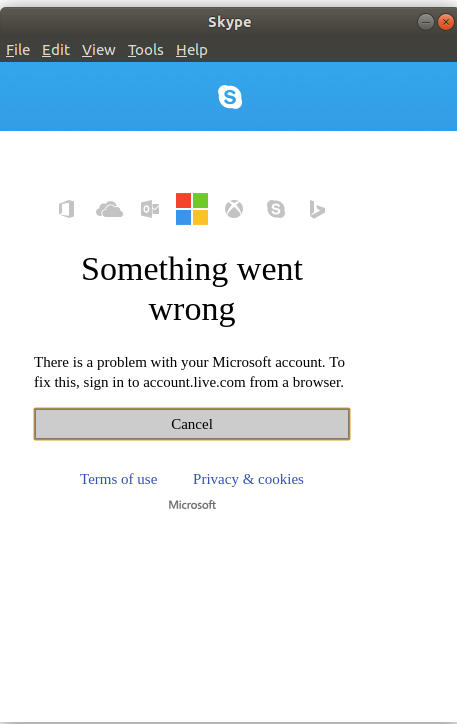 Skype
File Edit View Tools Help
Something went
wrong
There is a problem with your Microsoft account. To
fix this, sign in to account.live.com from a browser.
Cancel
Terms of use Privacy & cookies
Microsoft